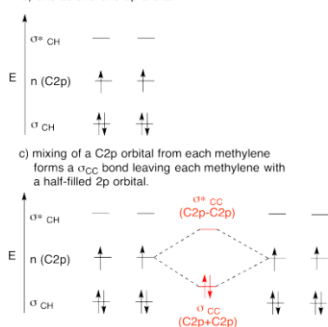 σ* CH
E n (C2p)
σ CH
c) mixing of a C2p orbital from each methylene
forms a σCC bond leaving each methylene with
a half-filled 2p orbital.
σ* CC
σ* CH (C2p-C2p)
E n (C2p)
σ CH σ CC
(C2p+C2p)